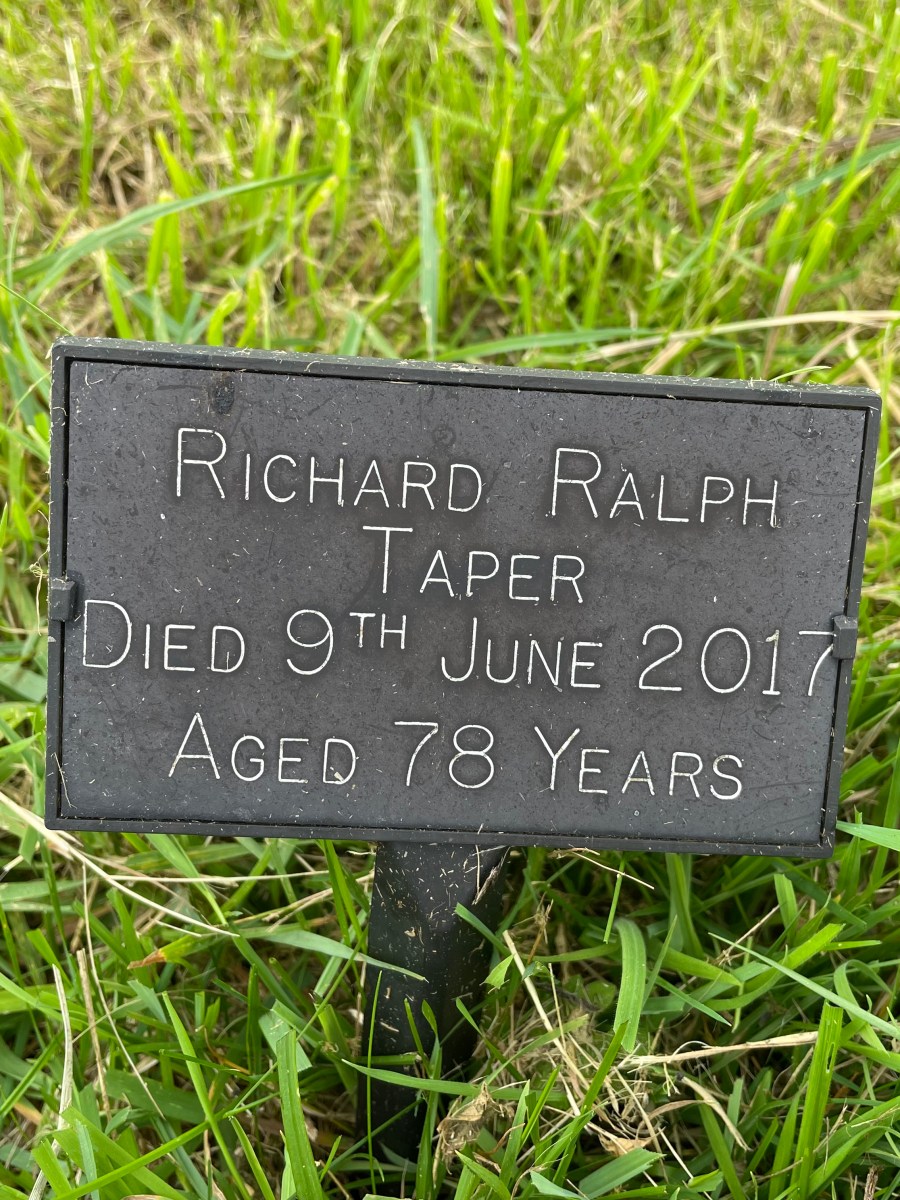 Richard Ralph
Taper
Died 9th June 2017
Aged 78 Years